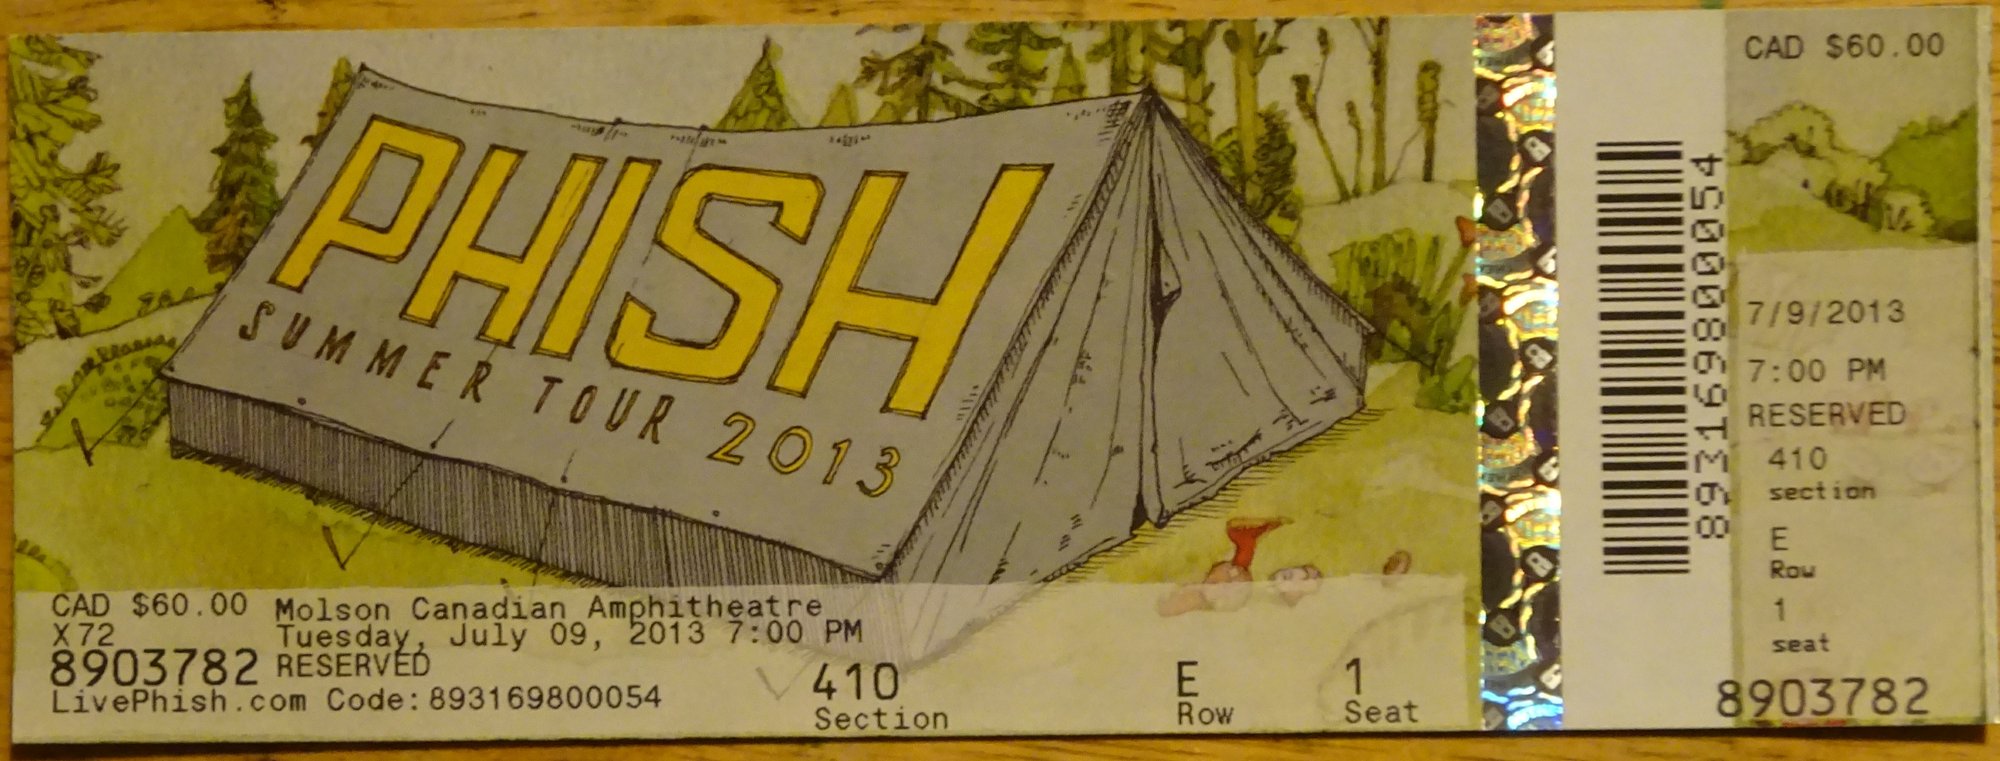 PHISH
SUMMER TOUR 2013
CAD $60.00 Molson Canadian Amphitheatre
X72 Tuesday, July 09, 2013 7:00 PM
8903782 RESERVED
LivePhish.com Code: 893169800054
410 E 1
Section Row Seat
893169800054
CAD $60.00
7/9/2013
7:00 PM
RESERVED
410
section
E
Row
1
seat
8903782